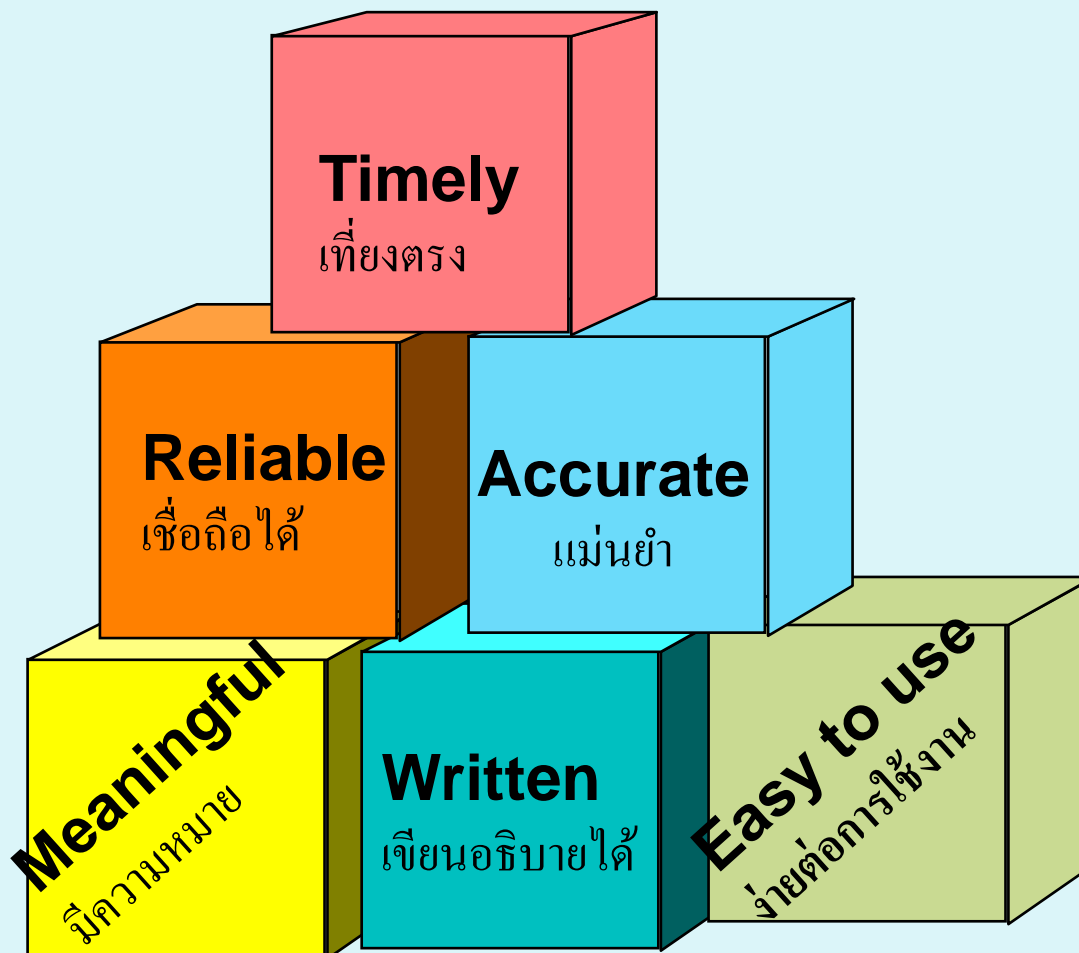 Timely
เที่ยงตรง
Reliable
เชื่อถือได้
Accurate
แม่นยำ
Meaningful
มีความหมาย
Written
เขียนอธิบายได้
Easy to use
ง่ายต่อการใช้งาน